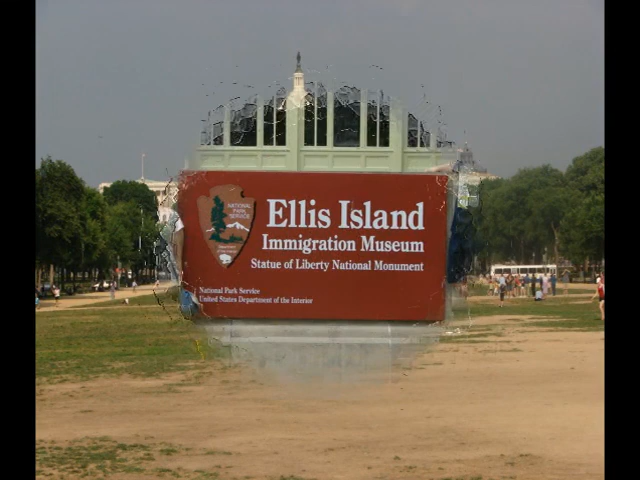 NATIONAL
PARK
SERVICE
Ellis Island
Immigration Museum
Statue of Liberty National Monument
National Park Service
United States Department of the Interior